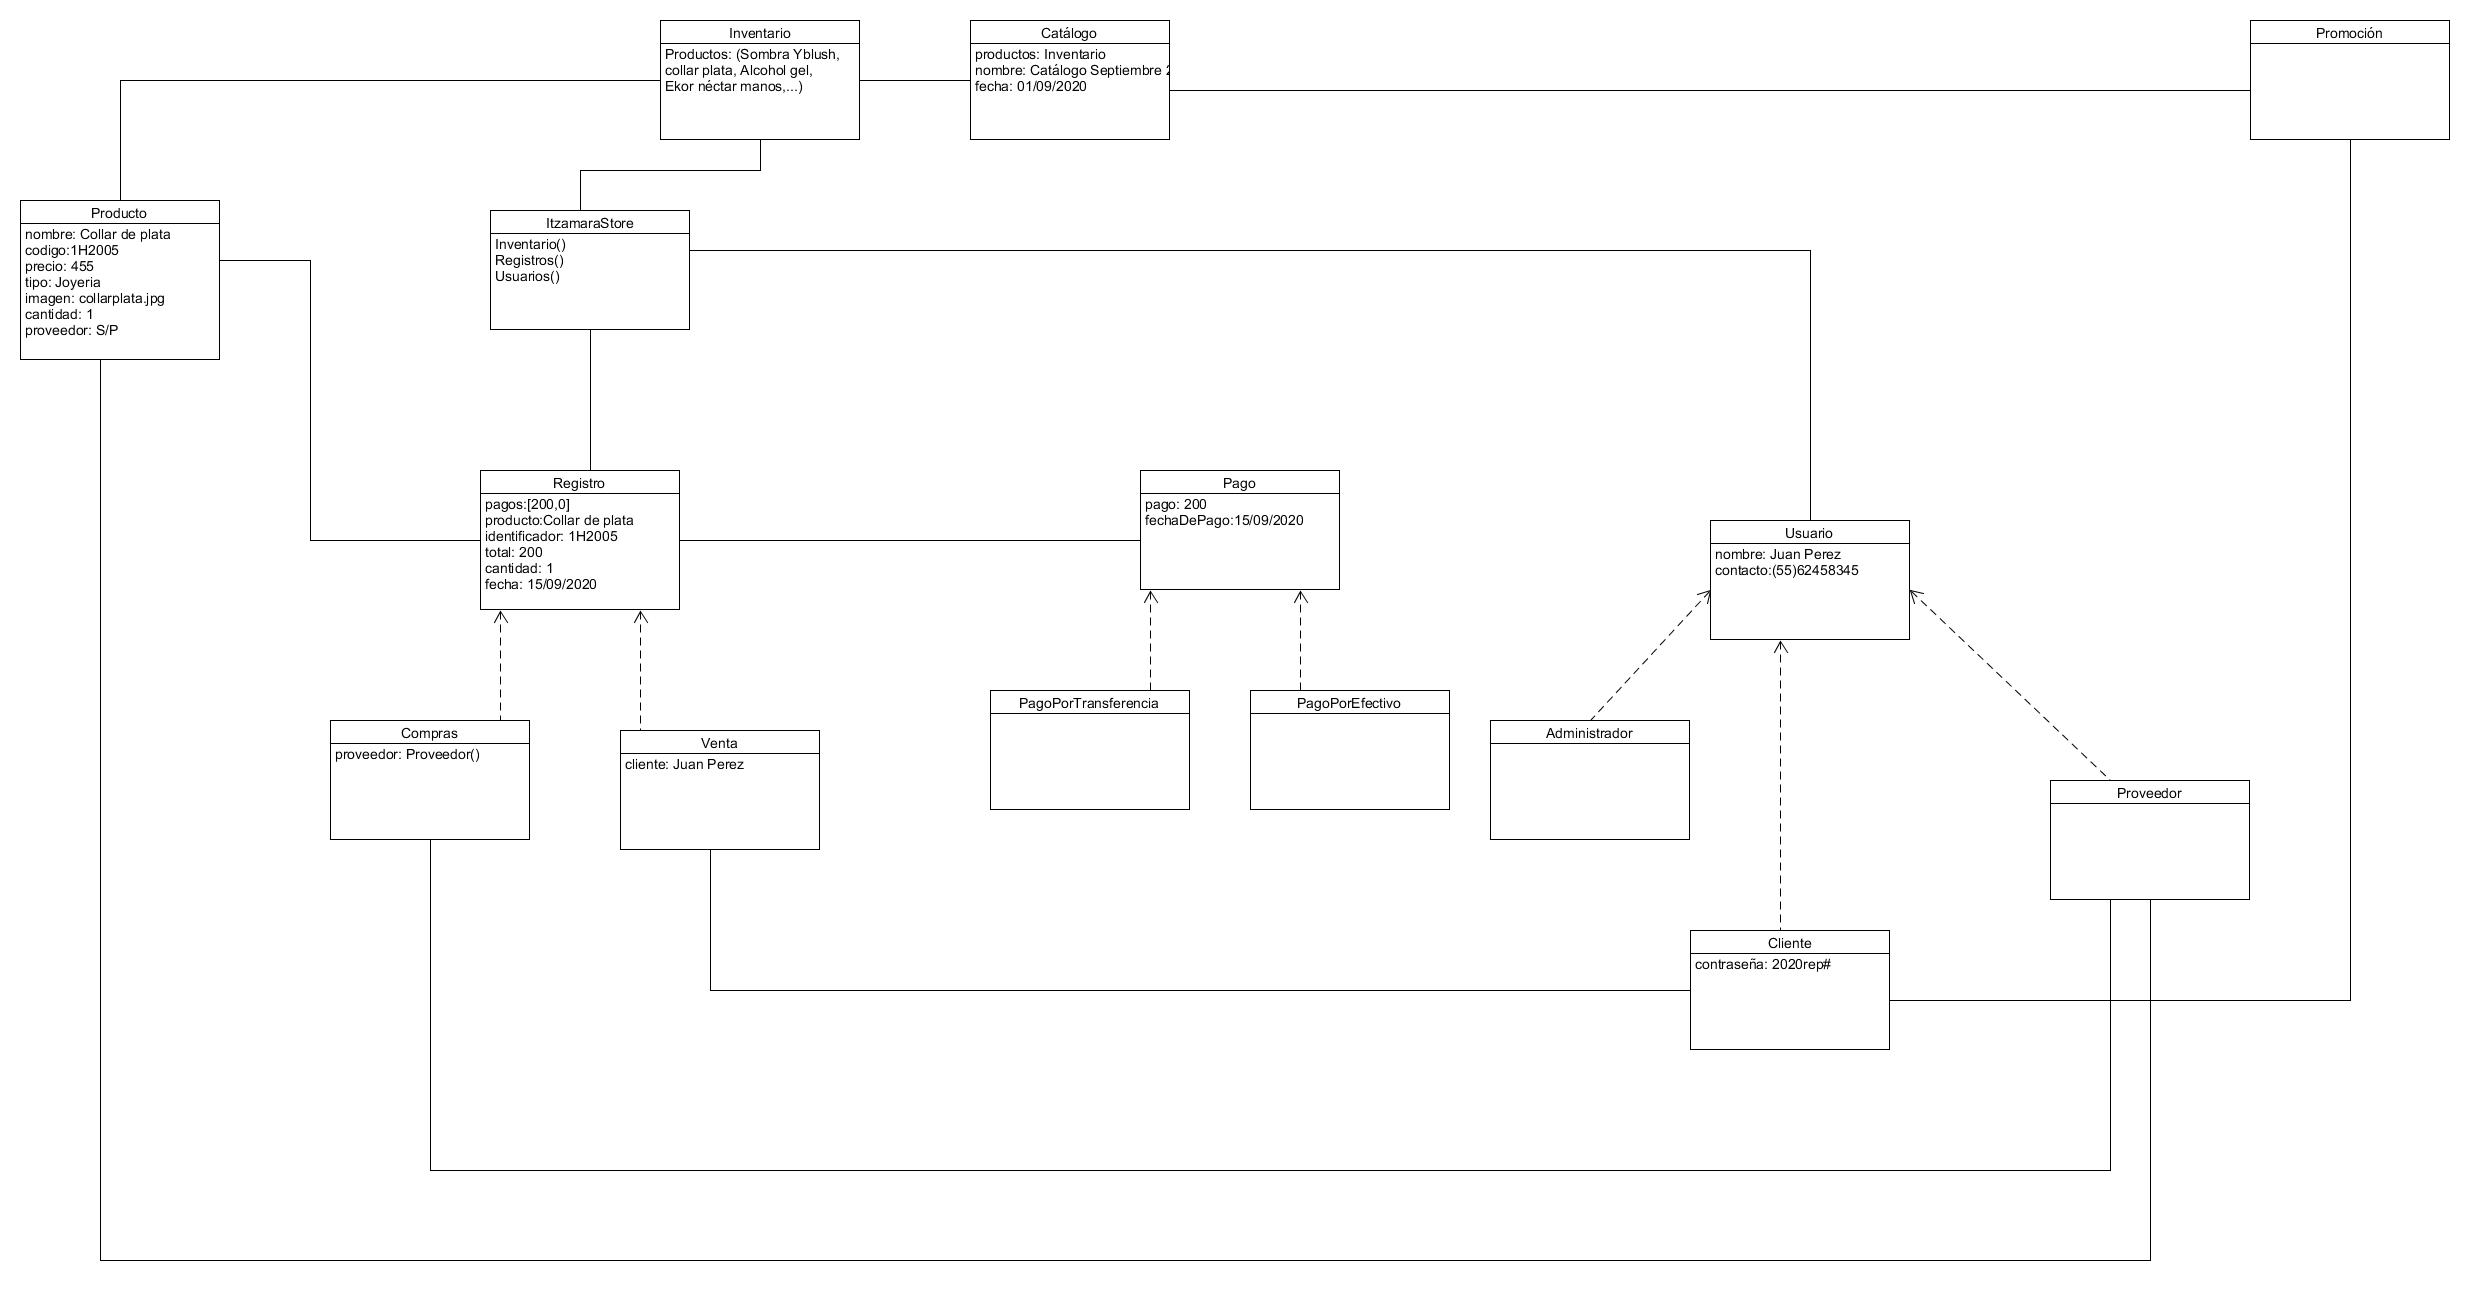 Inventario
Productos: (Sombra Yblush,
collar plata, Alcohol gel,
Ekor néctar manos,...)
Catálogo
productos: Inventario
nombre: Catálogo Septiembre
fecha: 01/09/2020
Promoción
Producto
nombre: Collar de plata
codigo:1H2005
precio: 455
tipo: Joyeria
imagen: collarplata.jpg
cantidad: 1
proveedor: S/P
ItzamaraStore
Inventario()
Registros()
Usuarios()
Registro
pagos:[200,0]
producto:Collar de plata
identificador: 1H2005
total: 200
cantidad: 1
fecha: 15/09/2020
Pago
pago: 200
fechaDePago:15/09/2020
Usuario
nombre: Juan Perez
contacto:(55)62458345
Compras
proveedor: Proveedor()
Venta
cliente: Juan Perez
PagoPorTransferencia
PagoPorEfectivo
Administrador
Proveedor
Cliente
contraseña: 2020rep#